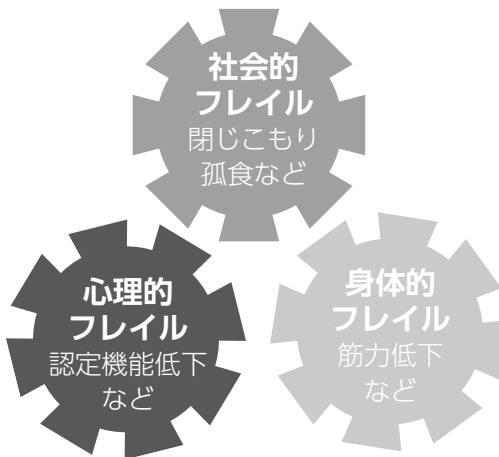 社会的
フレイル
閉じこもり
孤食など
心理的
フレイル
認定機能低下
など
身体的
フレイル
筋力低下
など